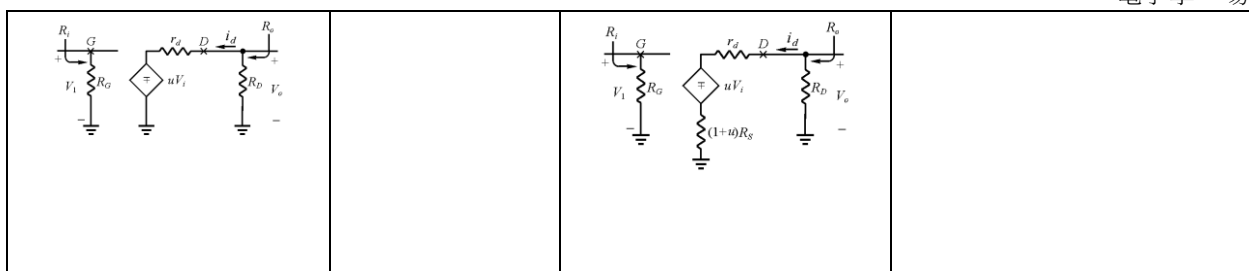 R_i G r_d D i_d R_o
+ +
V_1 R_G ∓ uV_i R_D V_o
− −
R_i G r_d D i_d R_o
+ +
V_1 R_G ∓ uV_i R_D V_o
− −
(1+u)R_S